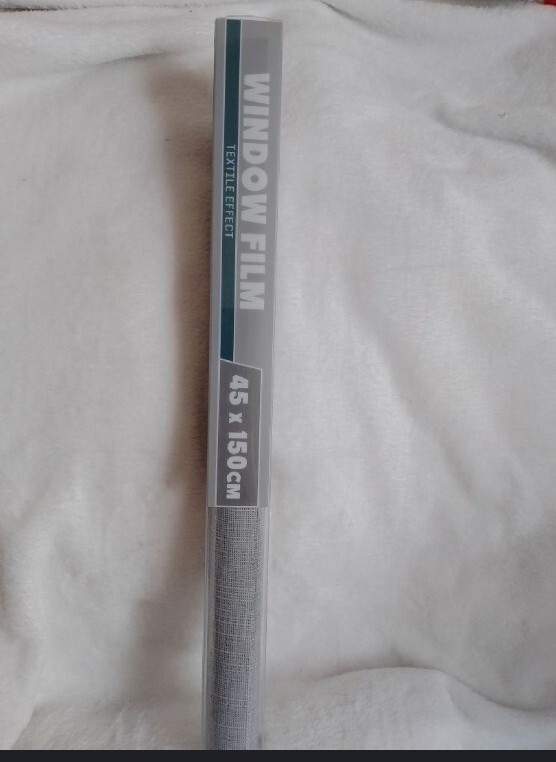 WINDOW FILM
TEXTILE EFFECT
45 x 150CM